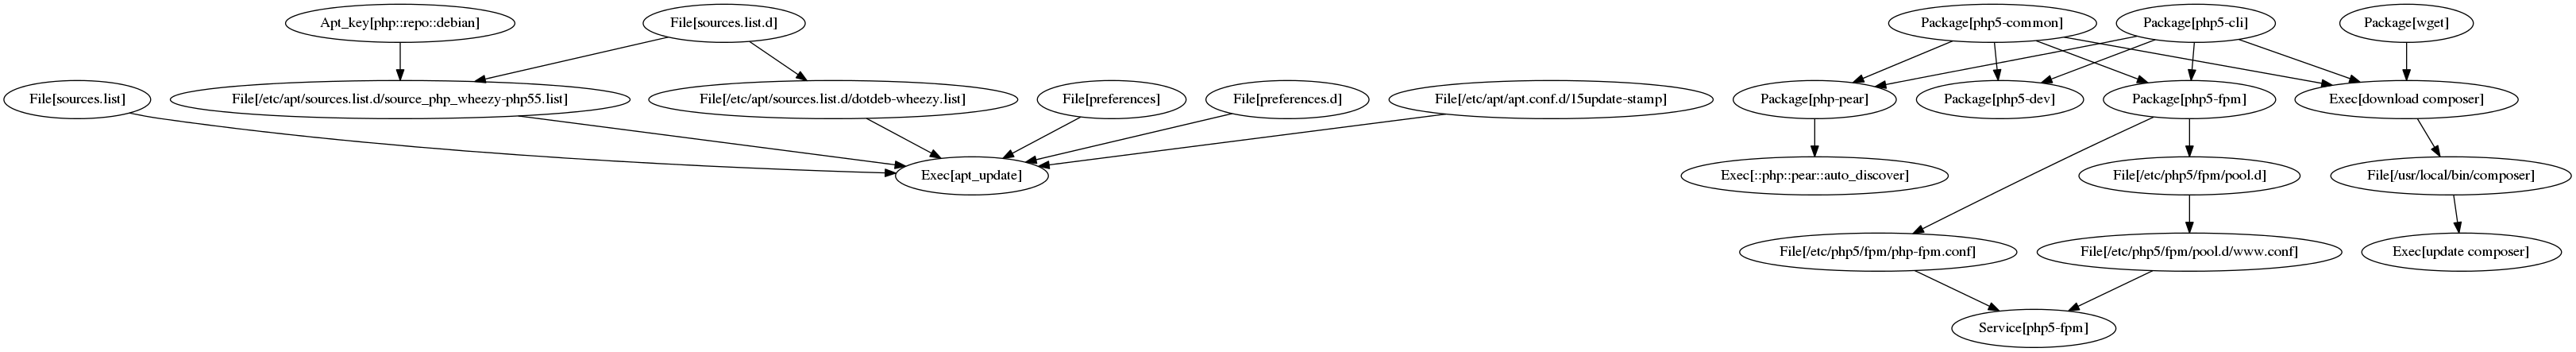 Apt_key[php::repo::debian]
File[sources.list.d]
Package[php5-common]
Package[php5-cli]
Package[wget]
File[sources.list]
File[/etc/apt/sources.list.d/source_php_wheezy-php55.list]
File[/etc/apt/sources.list.d/dotdeb-wheezy.list]
File[preferences]
File[preferences.d]
File[/etc/apt/apt.conf.d/15update-stamp]
Package[php-pear]
Package[php5-dev]
Package[php5-fpm]
Exec[download composer]
Exec[apt_update]
Exec[::php::pear::auto_discover]
File[/etc/php5/fpm/pool.d]
File[/usr/local/bin/composer]
File[/etc/php5/fpm/php-fpm.conf]
File[/etc/php5/fpm/pool.d/www.conf]
Exec[update composer]
Service[php5-fpm]